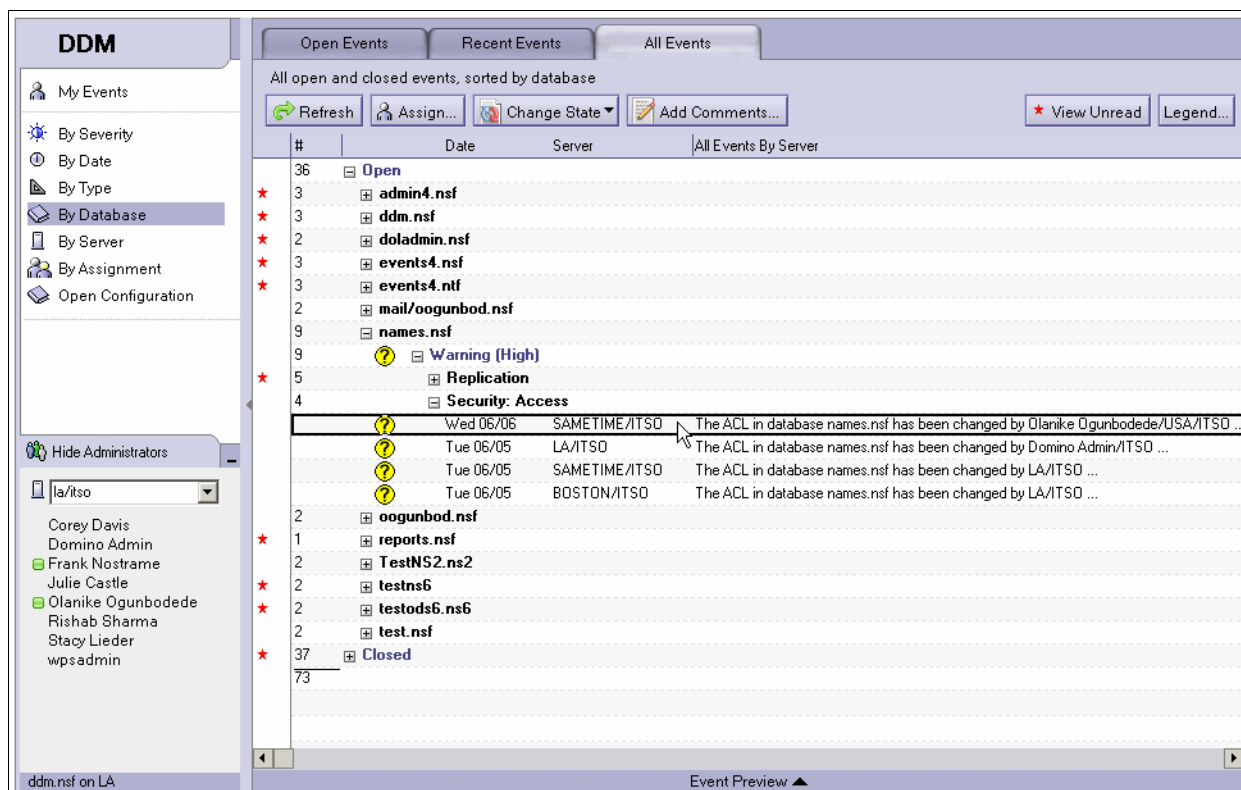 DDM
My Events
By Severity
By Date
By Type
By Database
By Server
By Assignment
Open Configuration
Hide Administrators
la/itso
Corey Davis
Domino Admin
Frank Nostrame
Julie Castle
Olanike Ogunbodede
Rishab Sharma
Stacy Lieder
wpsadmin
ddm.nsf on LA
Open Events Recent Events All Events
All open and closed events, sorted by database
Refresh Assign... Change State Add Comments... View Unread Legend...
# Date Server All Events By Server
36 Open
3 admin4.nsf
3 ddm.nsf
2 doladmin.nsf
3 events4.nsf
3 events4.ntf
2 mail/oogunbod.nsf
9 names.nsf
9 Warning (High)
5 Replication
4 Security: Access
Wed 06/06 SAMETIME/ITSO The ACL in database names.nsf has been changed by Olanike Ogunbodede/USA/ITSO ...
Tue 06/05 LA/ITSO The ACL in database names.nsf has been changed by Domino Admin/ITSO ...
Tue 06/05 SAMETIME/ITSO The ACL in database names.nsf has been changed by LA/ITSO ...
Tue 06/05 BOSTON/ITSO The ACL in database names.nsf has been changed by LA/ITSO ...
2 oogunbod.nsf
1 reports.nsf
2 TestNS2.ns2
2 testns6
2 testods6.ns6
2 test.nsf
37 Closed
73
Event Preview